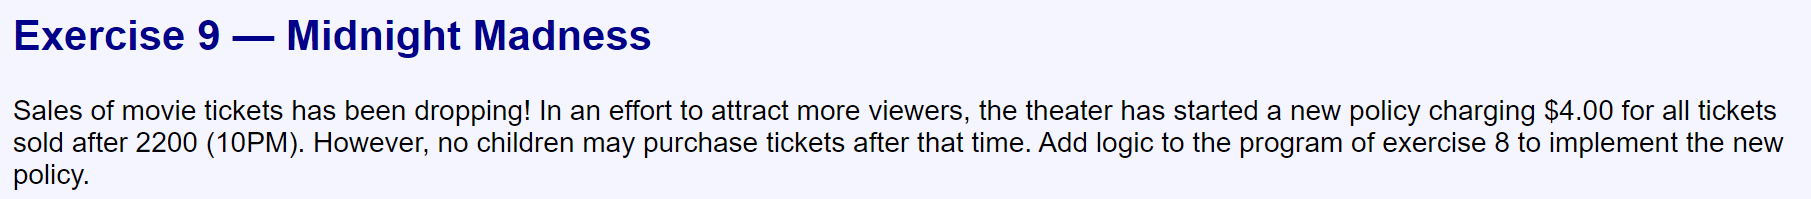 Exercise 9 — Midnight Madness
Sales of movie tickets has been dropping! In an effort to attract more viewers, the theater has started a new policy charging $4.00 for all tickets
sold after 2200 (10PM). However, no children may purchase tickets after that time. Add logic to the program of exercise 8 to implement the new
policy.